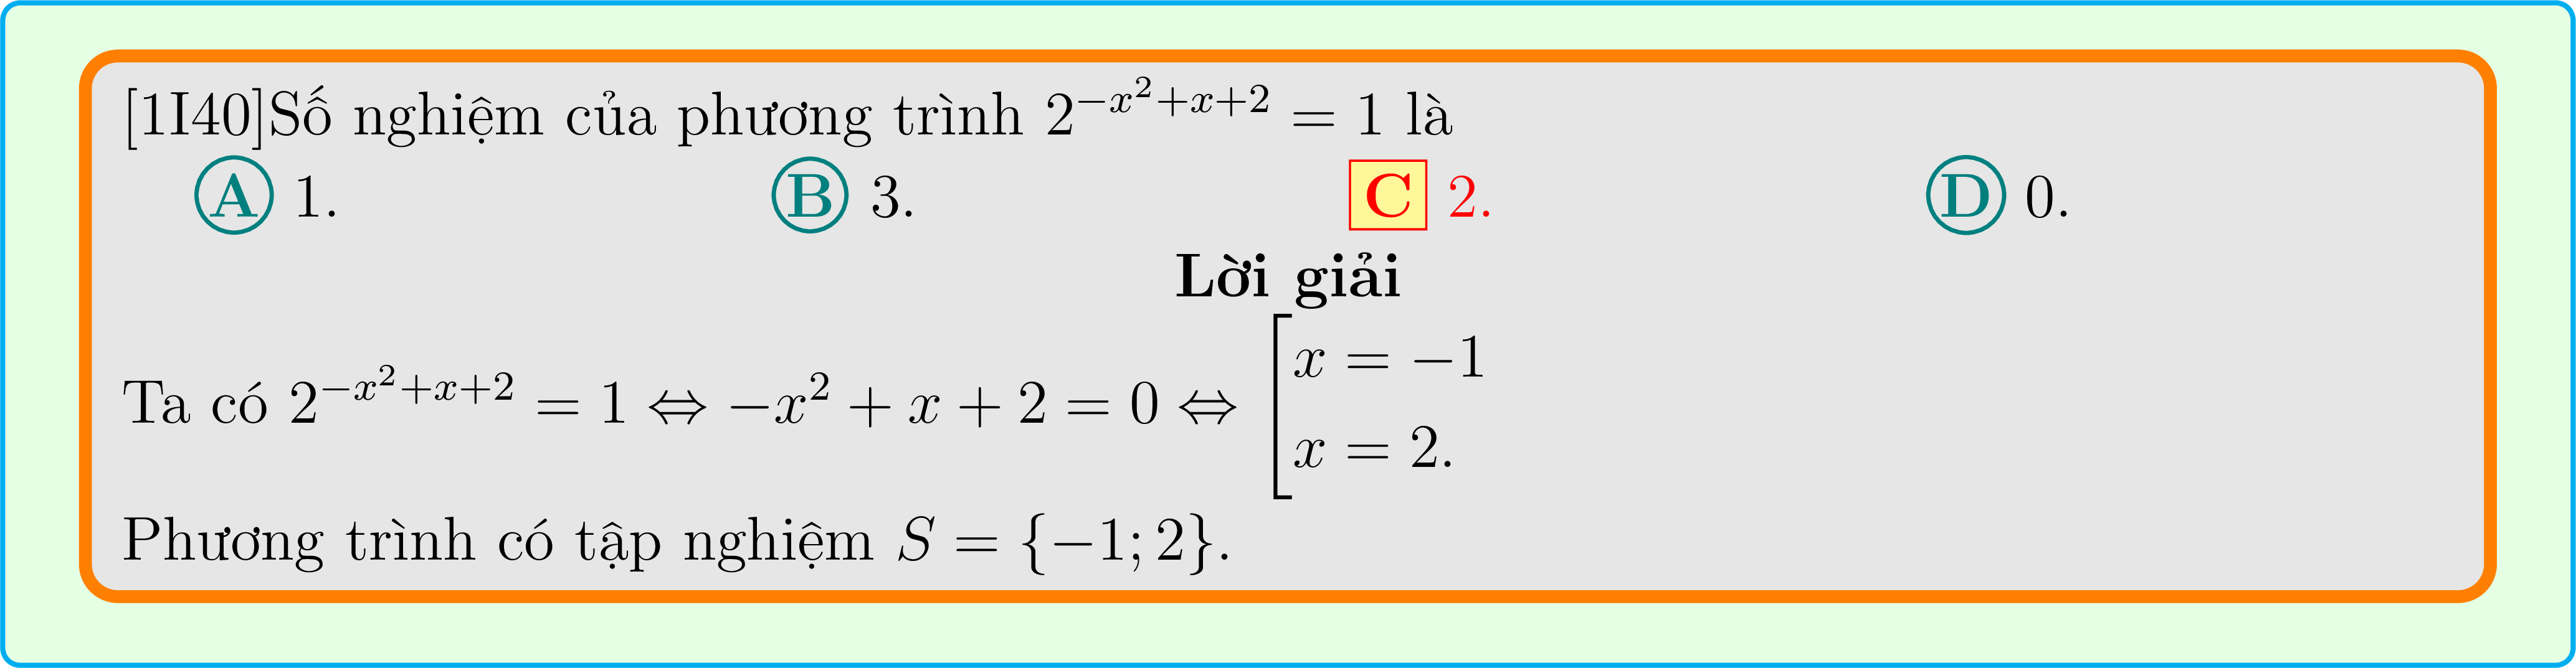 [1I40]Số nghiệm của phương trình $2^{-x^2+x+2} = 1$ là
A 1. B 3. C 2. D 0.
Lời giải
Ta có $2^{-x^2+x+2} = 1 \Leftrightarrow -x^2 + x + 2 = 0 \Leftrightarrow \left[\begin{array}{l} x = -1 \\ x = 2. \end{array}\right.$
Phương trình có tập nghiệm $S = \{-1; 2\}$.